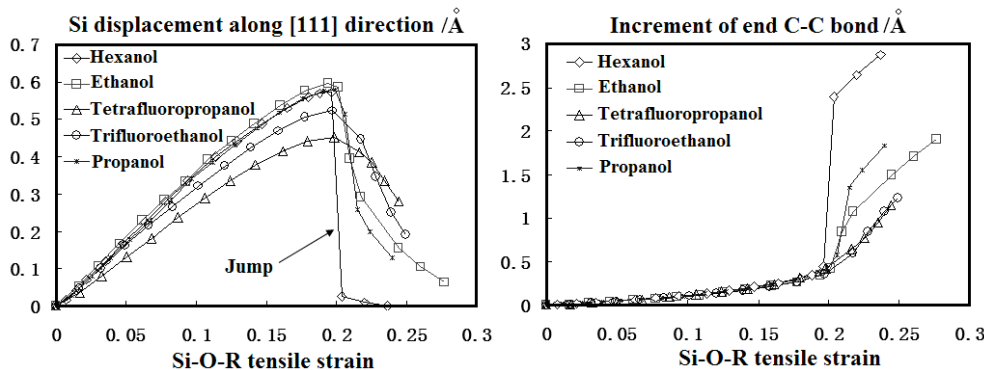 Si displacement along [111] direction /Å
0.7
0.6
0.5
0.4
0.3
0.2
0.1
0
Hexanol
Ethanol
Tetrafluoropropanol
Trifluoroethanol
Propanol
Jump
0 0.05 0.1 0.15 0.2 0.25 0.3
Si-O-R tensile strain
Increment of end C-C bond /Å
3
2.5
2
1.5
1
0.5
0
Hexanol
Ethanol
Tetrafluoropropanol
Trifluoroethanol
Propanol
0 0.05 0.1 0.15 0.2 0.25 0.3
Si-O-R tensile strain